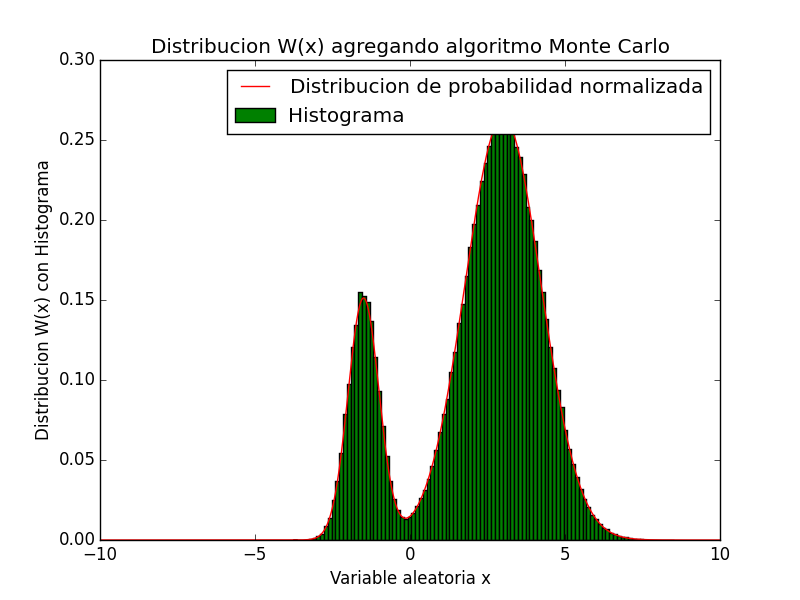 Distribucion W(x) agregando algoritmo Monte Carlo
Distribucion de probabilidad normalizada
Histograma
Distribucion W(x) con Histograma
0.30
0.25
0.20
0.15
0.10
0.05
0.00
−10
−5
0
5
10
Variable aleatoria x